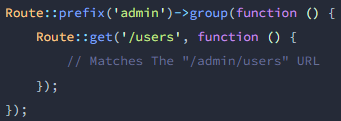 Route::prefix('admin')->group(function () {
    Route::get('/users', function () {
        // Matches The "/admin/users" URL
    });
});